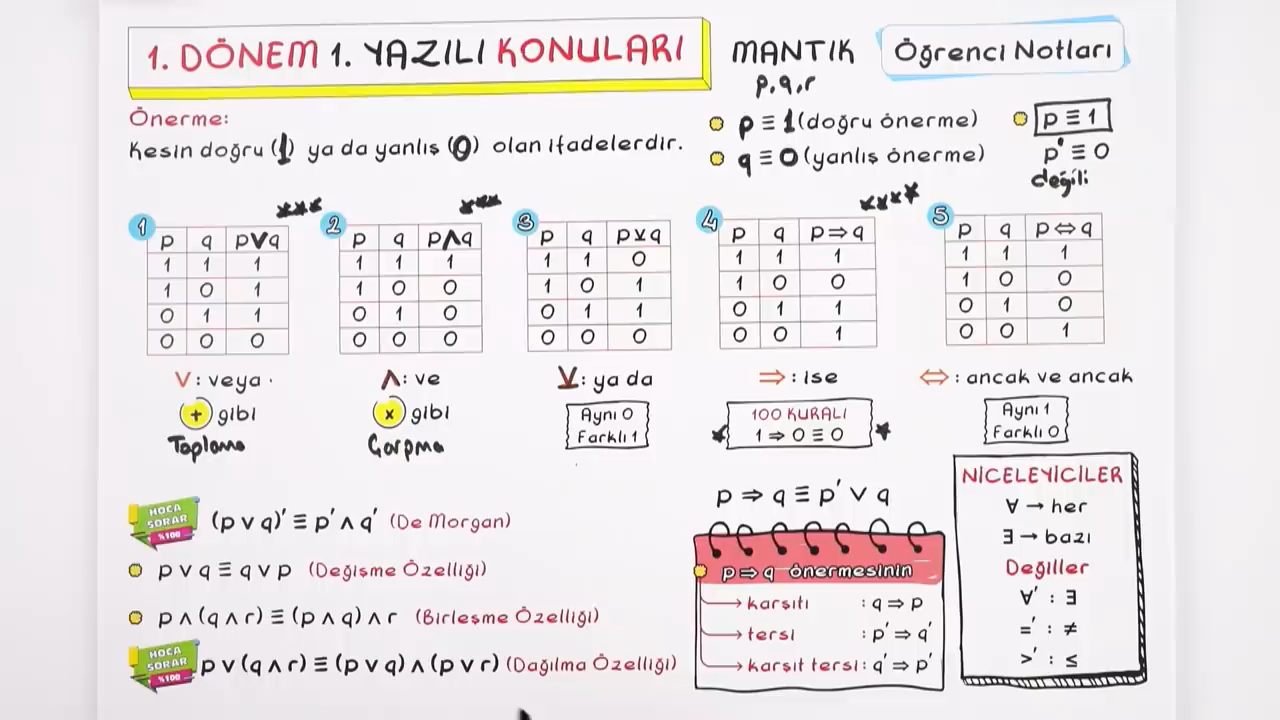 1. DÖNEM 1. YAZILI KONULARI
MANTIK
Öğrenci Notları
p,q,r
Önerme:
Kesin doğru (1) ya da yanlış (0) olan ifadelerdir.
p ≡ 1 (doğru önerme)
q ≡ 0 (yanlış önerme)
p ≡ 1
p′ ≡ 0
değili
1
p q p∨q
1 1 1
1 0 1
0 1 1
0 0 0
∨: veya
+ gibi
Toplama
2
p q p∧q
1 1 1
1 0 0
0 1 0
0 0 0
∧: ve
x gibi
Çarpma
3
p q p⊻q
1 1 0
1 0 1
0 1 1
0 0 0
⊻: ya da
Aynı 0
Farklı 1
4
p q p⇒q
1 1 1
1 0 0
0 1 1
0 0 1
⇒: ise
100 KURALI
1 ⇒ 0 ≡ 0
5
p q p⇔q
1 1 1
1 0 0
0 1 0
0 0 1
⇔: ancak ve ancak
Aynı 1
Farklı 0
HOCA
SORAR
%100
(p ∨ q)′ ≡ p′ ∧ q′ (De Morgan)
p ∨ q ≡ q ∨ p (Değişme Özelliği)
p ∧ (q ∧ r) ≡ (p ∧ q) ∧ r (Birleşme Özelliği)
HOCA
SORAR
%100
p ∨ (q ∧ r) ≡ (p ∨ q) ∧ (p ∨ r) (Dağılma Özelliği)
p ⇒ q ≡ p′ ∨ q
p ⇒ q önermesinin
→ karşıtı : q ⇒ p
→ tersi : p′ ⇒ q′
→ karşıt tersi : q′ ⇒ p′
NİCELEYİCİLER
∀ → her
∃ → bazı
Değiller
∀′ : ∃
=′ : ≠
>′ : ≤